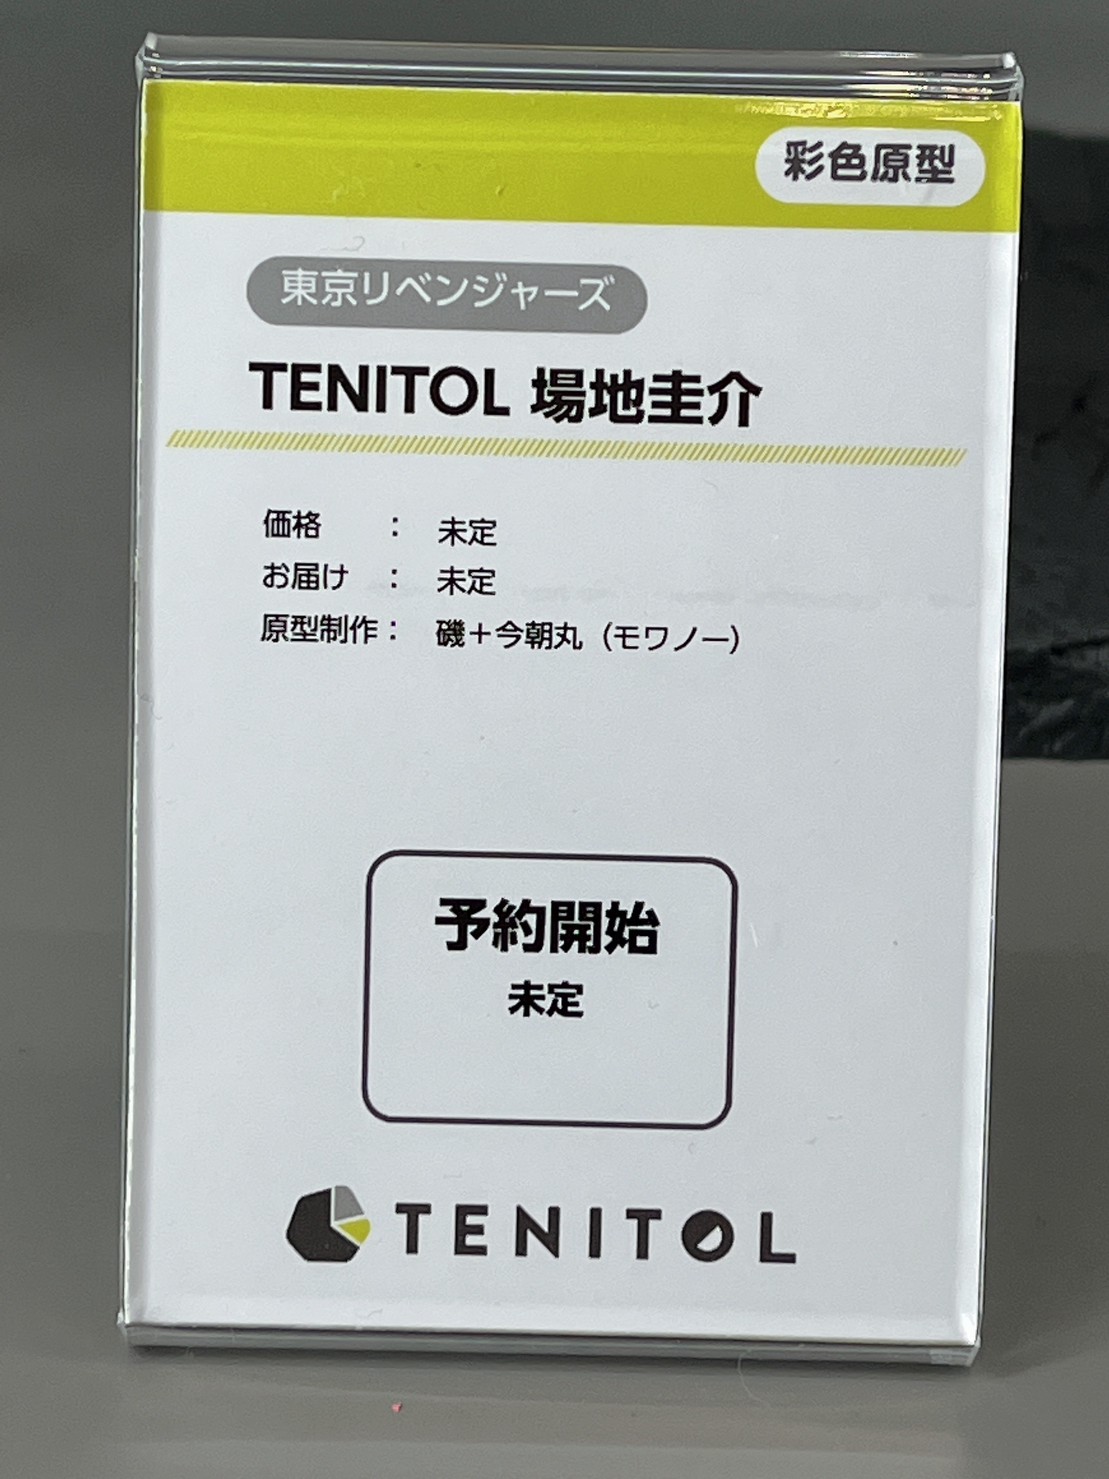 彩色原型
東京リベンジャーズ
TENITOL 場地圭介
価格 : 未定
お届け : 未定
原型制作 : 磯+今朝丸（モワノー）
予約開始
未定
TENITOL